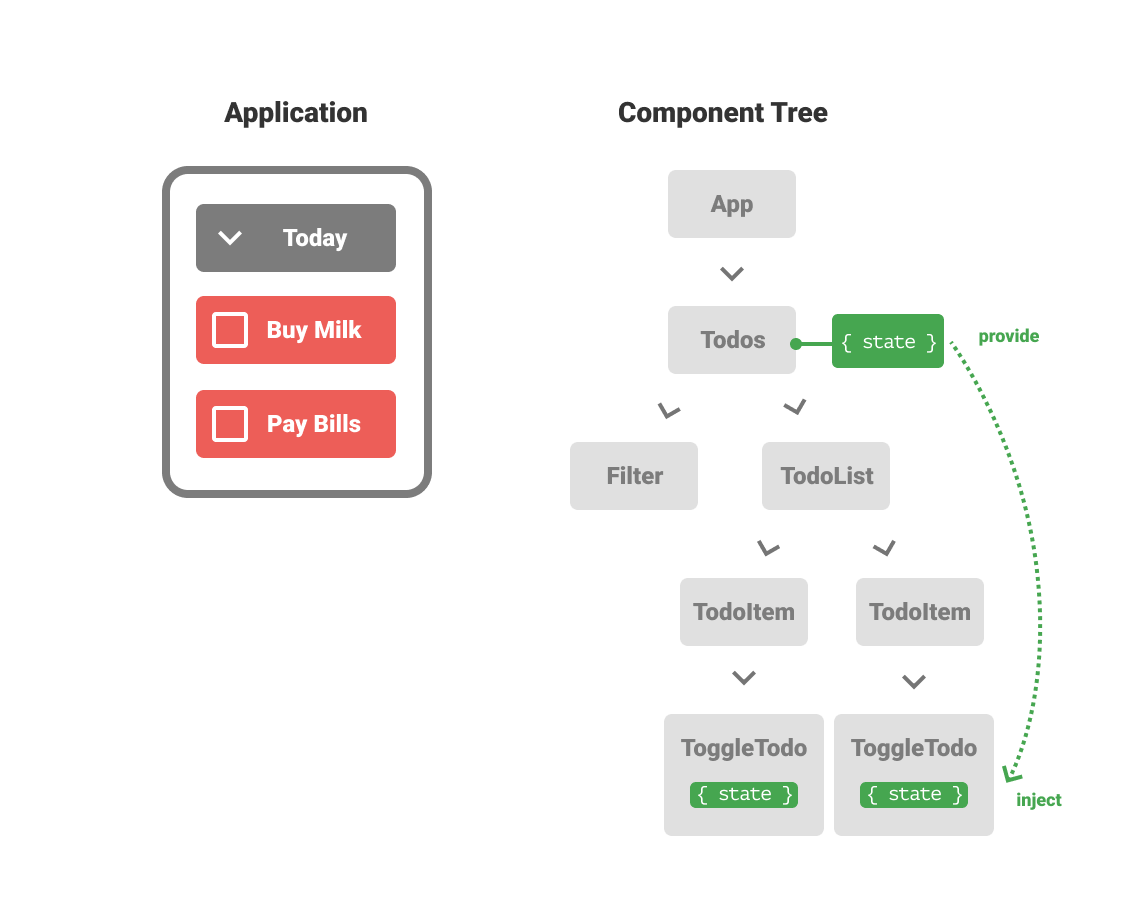 Application
Today
Buy Milk
Pay Bills
Component Tree
App
Todos
{ state }
provide
Filter
TodoList
TodoItem
TodoItem
ToggleTodo
{ state }
ToggleTodo
{ state }
inject